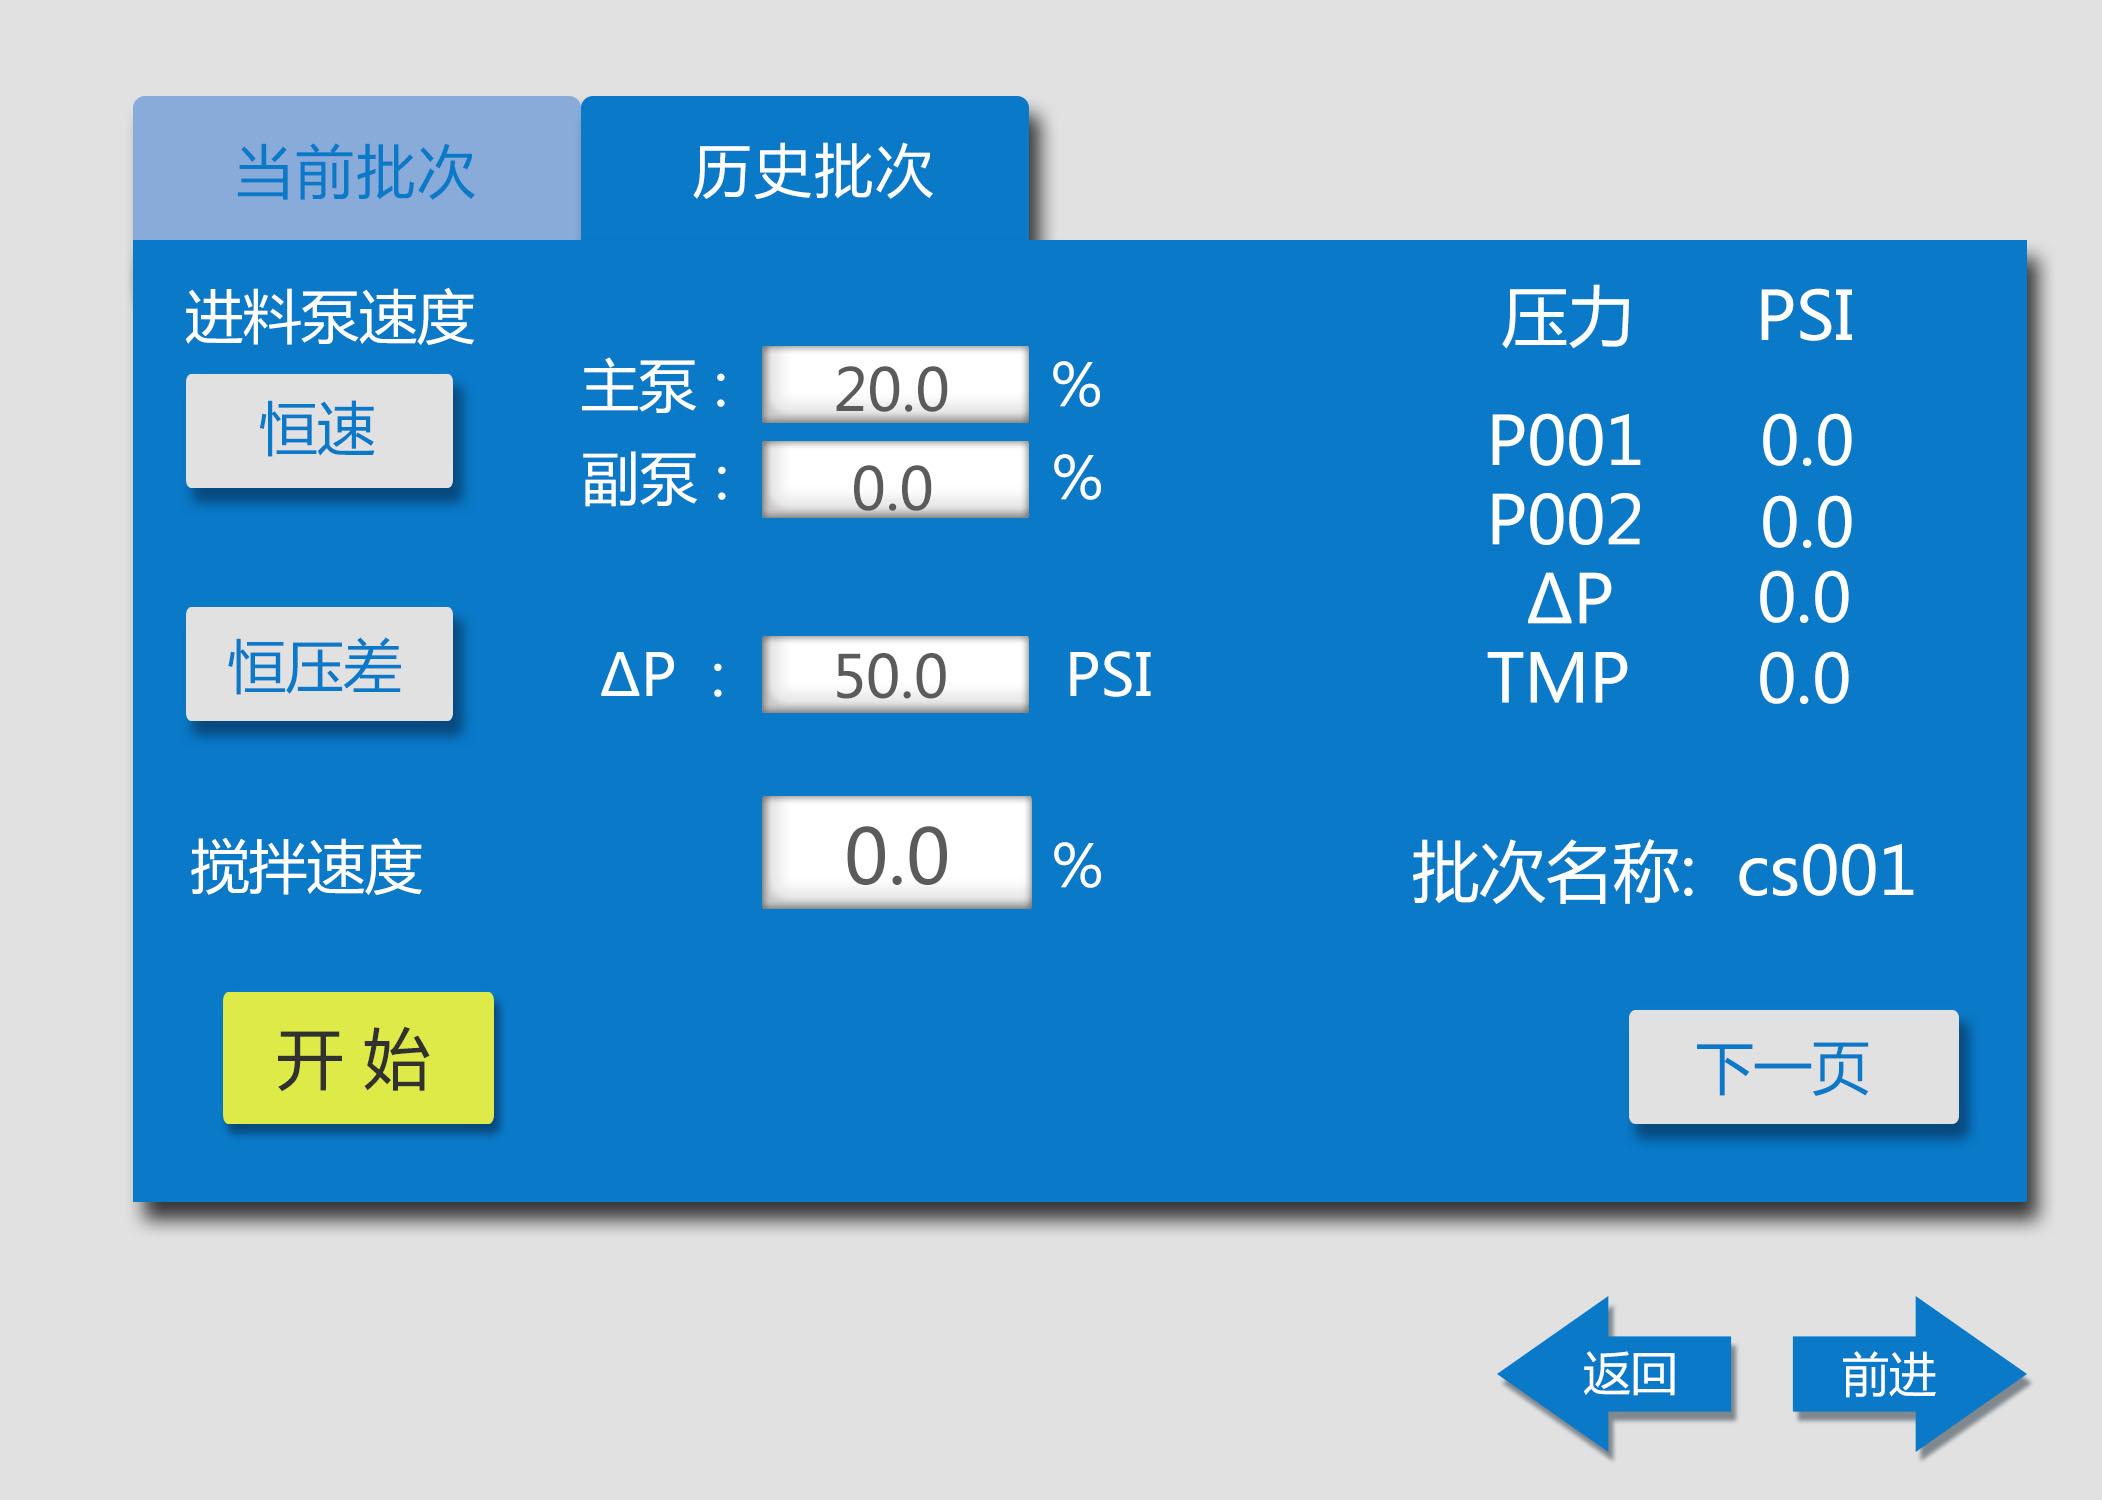 当前批次 历史批次
进料泵速度
恒速
主泵: 20.0 %
副泵: 0.0 %
恒压差
ΔP : 50.0 PSI
搅拌速度 0.0 %
开 始
压力 PSI
P001 0.0
P002 0.0
ΔP 0.0
TMP 0.0
批次名称: cs001
下一页
返回 前进